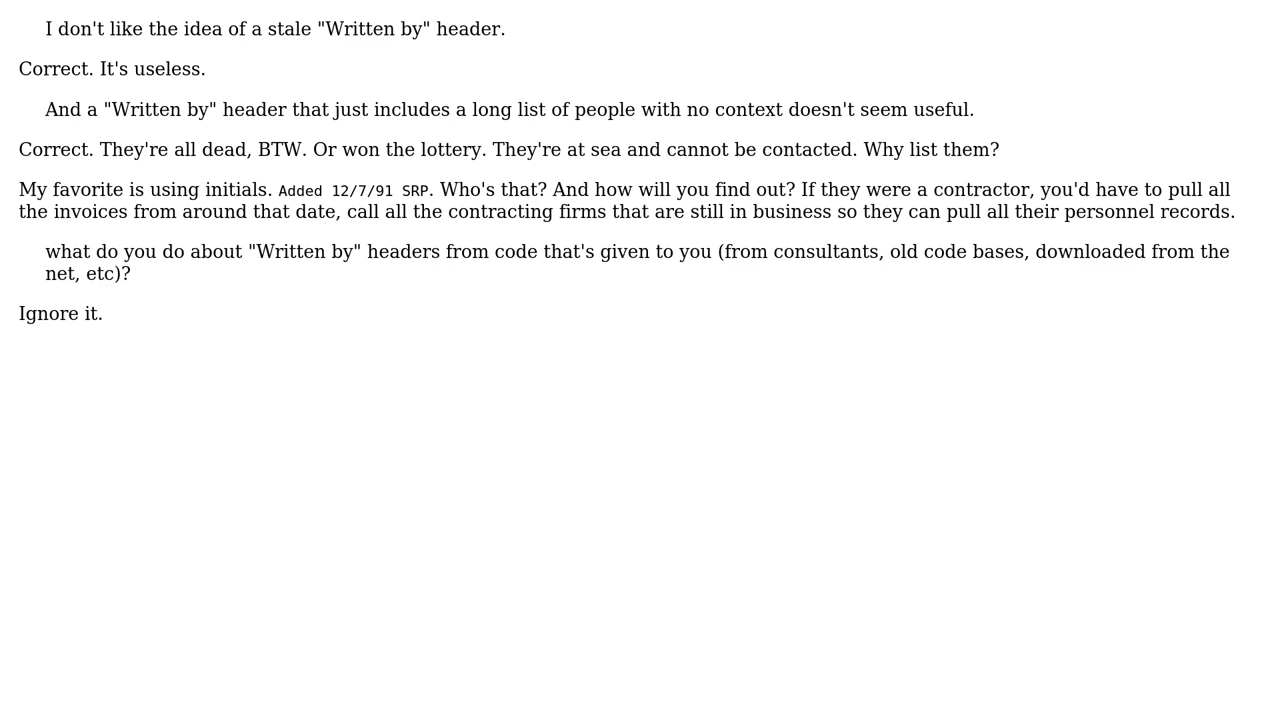 I don't like the idea of a stale "Written by" header.
Correct. It's useless.
And a "Written by" header that just includes a long list of people with no context doesn't seem useful.
Correct. They're all dead, BTW. Or won the lottery. They're at sea and cannot be contacted. Why list them?
My favorite is using initials. Added 12/7/91 SRP. Who's that? And how will you find out? If they were a contractor, you'd have to pull all
the invoices from around that date, call all the contracting firms that are still in business so they can pull all their personnel records.
what do you do about "Written by" headers from code that's given to you (from consultants, old code bases, downloaded from the
net, etc)?
Ignore it.